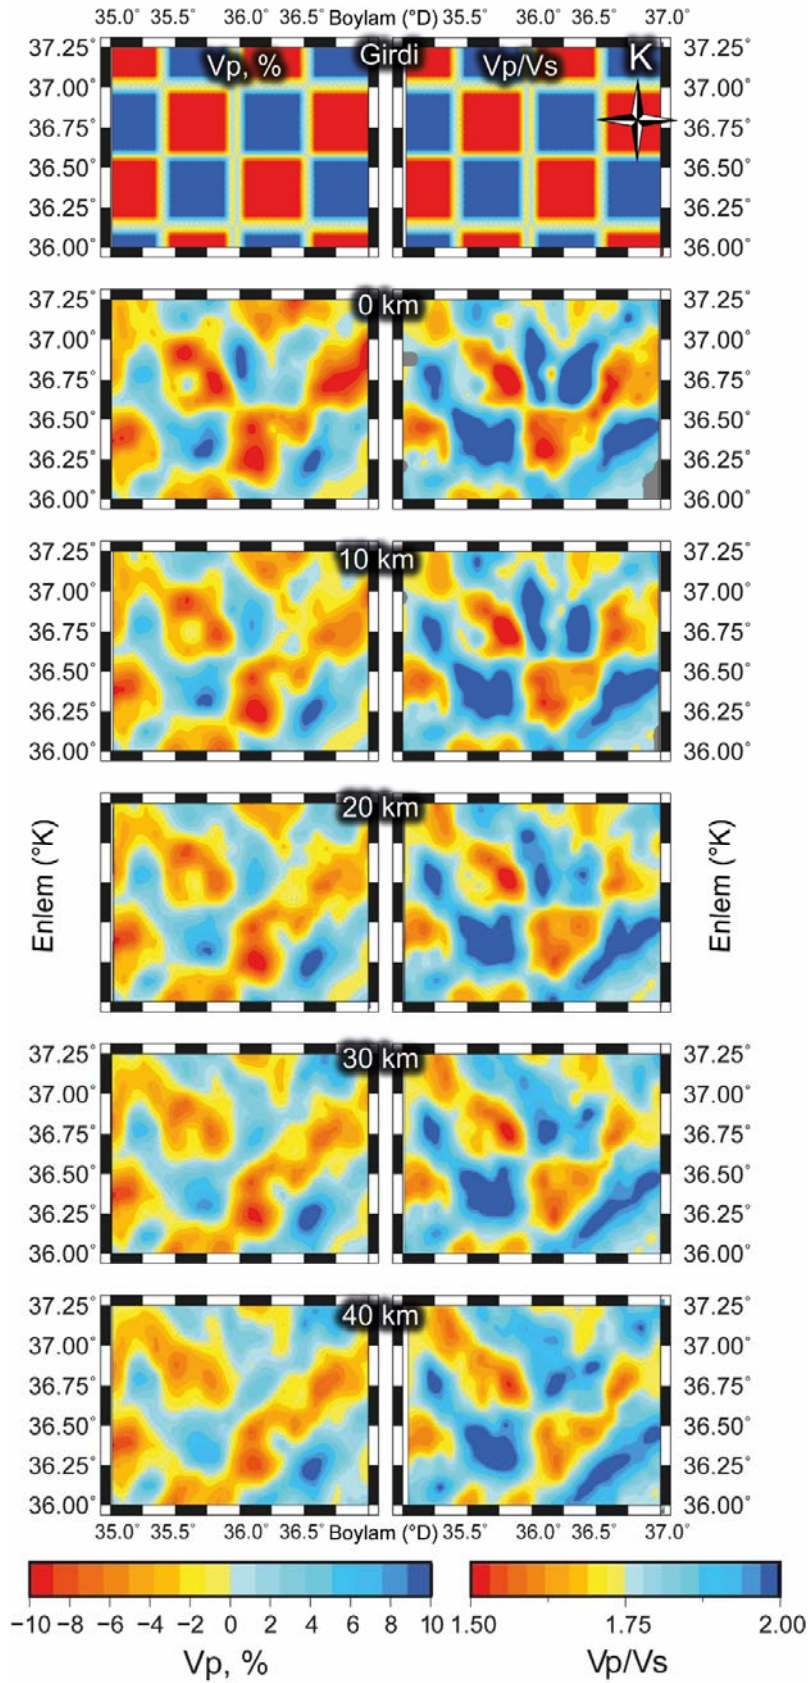 35.0° 35.5° 36.0° 36.5° Boylam (°D) 35.5° 36.0° 36.5° 37.0°
37.25° Girdi 37.25°
Vp, % Vp/Vs K
37.00° 37.00°
36.75° 36.75°
36.50° 36.50°
36.25° 36.25°
36.00° 36.00°
37.25° 0 km 37.25°
37.00° 37.00°
36.75° 36.75°
36.50° 36.50°
36.25° 36.25°
36.00° 36.00°
37.25° 10 km 37.25°
37.00° 37.00°
36.75° 36.75°
36.50° 36.50°
36.25° 36.25°
36.00° 36.00°
20 km
Enlem (°K) Enlem (°K)
37.25° 30 km 37.25°
37.00° 37.00°
36.75° 36.75°
36.50° 36.50°
36.25° 36.25°
36.00° 36.00°
37.25° 40 km 37.25°
37.00° 37.00°
36.75° 36.75°
36.50° 36.50°
36.25° 36.25°
36.00° 36.00°
35.0° 35.5° 36.0° 36.5° Boylam (°D) 35.5° 36.0° 36.5° 37.0°
−10 −8 −6 −4 −2 0 2 4 6 8 10 1.50 1.75 2.00
Vp, % Vp/Vs